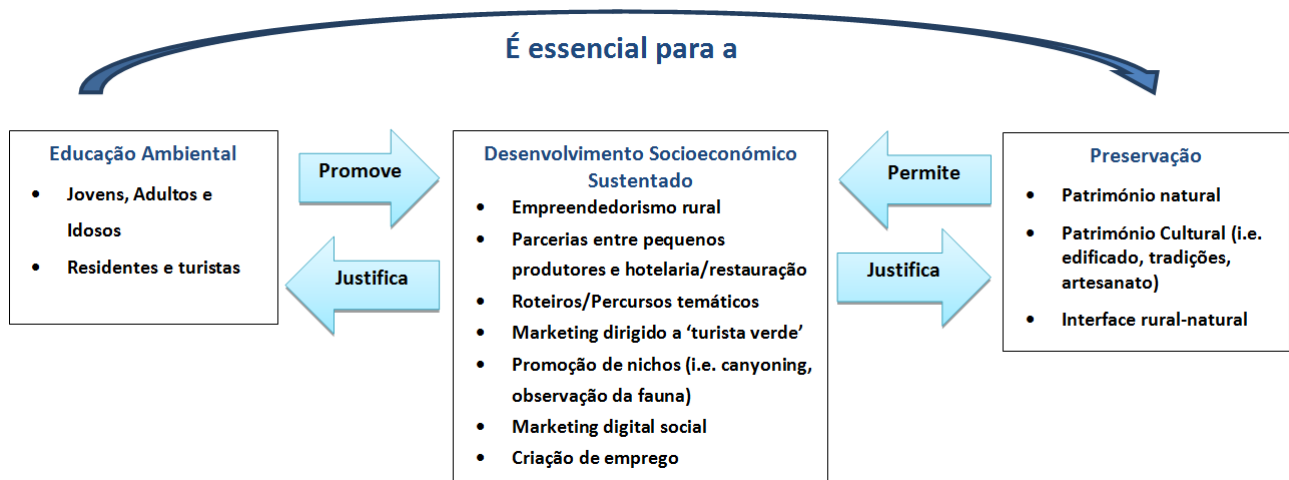 É essencial para a
Educação Ambiental
• Jovens, Adultos e
Idosos
• Residentes e turistas
Promove
Justifica
Desenvolvimento Socioeconómico
Sustentado
• Empreendedorismo rural
• Parcerias entre pequenos
produtores e hotelaria/restauração
• Roteiros/Percursos temáticos
• Marketing dirigido a ‘turista verde’
• Promoção de nichos (i.e. canyoning,
observação da fauna)
• Marketing digital social
• Criação de emprego
Permite
Justifica
Preservação
• Património natural
• Património Cultural (i.e.
edificado, tradições,
artesanato)
• Interface rural-natural